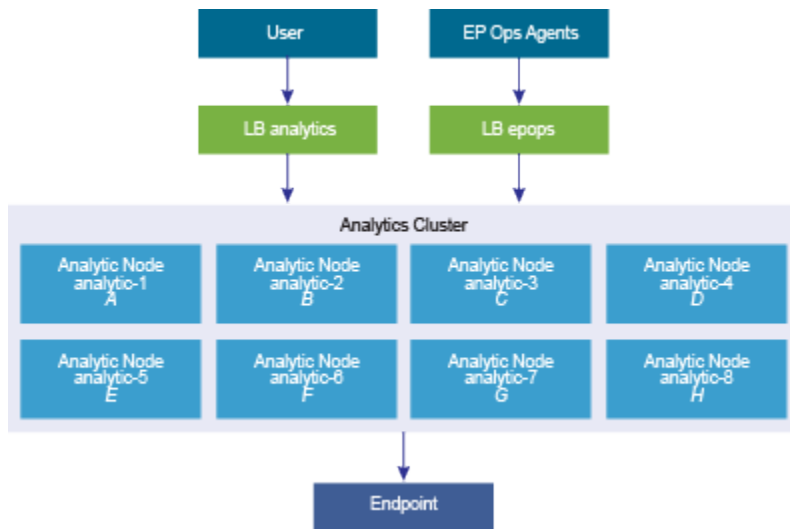 User
EP Ops Agents
LB analytics
LB epops
Analytics Cluster
Analytic Node
analytic-1
A
Analytic Node
analytic-2
B
Analytic Node
analytic-3
C
Analytic Node
analytic-4
D
Analytic Node
analytic-5
E
Analytic Node
analytic-6
F
Analytic Node
analytic-7
G
Analytic Node
analytic-8
H
Endpoint